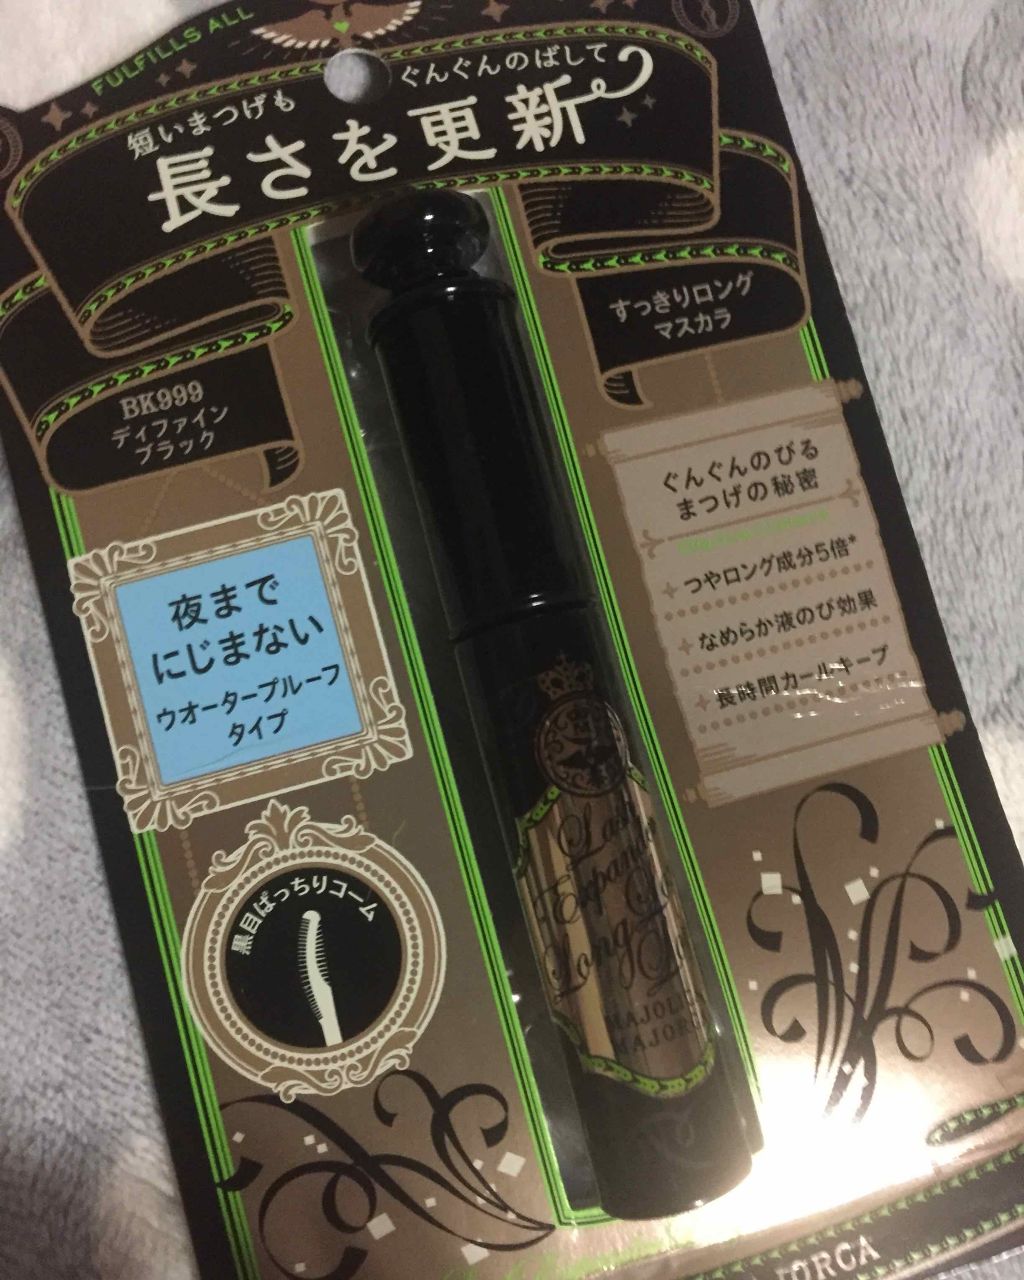 FULFILLS ALL
短いまつげも
ぐんぐんのばして
長さを更新
すっきりロング
マスカラ
BK999
ディファイン
ブラック
ぐんぐんのびる
まつげの秘密
つやロング成分5倍*
なめらか液のび効果
長時間カールキープ
夜まで
にじまない
ウオータープルーフ
タイプ
黒目ぱっちりコーム
Lash
Expander
Long
MAJOLICA
MAJORCA
JORCA